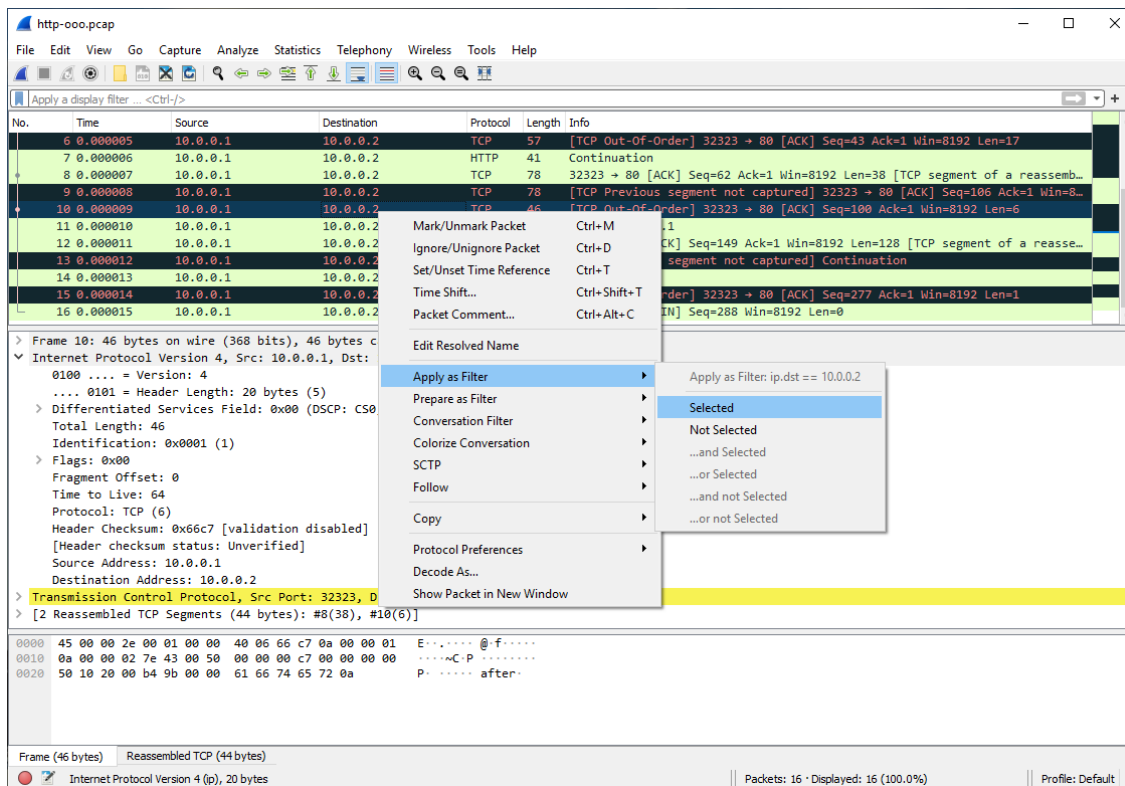 http-ooo.pcap
File Edit View Go Capture Analyze Statistics Telephony Wireless Tools Help
Apply a display filter ... <Ctrl-/>
No. Time Source Destination Protocol Length Info
6 0.000005 10.0.0.1 10.0.0.2 TCP 57 [TCP Out-Of-Order] 32323 → 80 [ACK] Seq=43 Ack=1 Win=8192 Len=17
7 0.000006 10.0.0.1 10.0.0.2 HTTP 41 Continuation
8 0.000007 10.0.0.1 10.0.0.2 TCP 78 32323 → 80 [ACK] Seq=62 Ack=1 Win=8192 Len=38 [TCP segment of a reassemb…
9 0.000008 10.0.0.1 10.0.0.2 TCP 78 [TCP Previous segment not captured] 32323 → 80 [ACK] Seq=106 Ack=1 Win=8…
10 0.000009 10.0.0.1 10.0.0.2 TCP 46 [TCP Out-Of-Order] 32323 → 80 [ACK] Seq=100 Ack=1 Win=8192 Len=6
11 0.000010 10.0.0.1 10.0.0.2 .1
12 0.000011 10.0.0.1 10.0.0.2 CK] Seq=149 Ack=1 Win=8192 Len=128 [TCP segment of a reasse…
13 0.000012 10.0.0.1 10.0.0.2 segment not captured] Continuation
14 0.000013 10.0.0.1 10.0.0.2
15 0.000014 10.0.0.1 10.0.0.2 rder] 32323 → 80 [ACK] Seq=277 Ack=1 Win=8192 Len=1
16 0.000015 10.0.0.1 10.0.0.2 IN] Seq=288 Win=8192 Len=0
Mark/Unmark Packet Ctrl+M
Ignore/Unignore Packet Ctrl+D
Set/Unset Time Reference Ctrl+T
Time Shift... Ctrl+Shift+T
Packet Comment... Ctrl+Alt+C
Edit Resolved Name
Apply as Filter
Prepare as Filter
Conversation Filter
Colorize Conversation
SCTP
Follow
Copy
Protocol Preferences
Decode As...
Show Packet in New Window
Apply as Filter: ip.dst == 10.0.0.2
Selected
Not Selected
...and Selected
...or Selected
...and not Selected
...or not Selected
Frame 10: 46 bytes on wire (368 bits), 46 bytes c
Internet Protocol Version 4, Src: 10.0.0.1, Dst:
0100 .... = Version: 4
.... 0101 = Header Length: 20 bytes (5)
Differentiated Services Field: 0x00 (DSCP: CS0
Total Length: 46
Identification: 0x0001 (1)
Flags: 0x00
Fragment Offset: 0
Time to Live: 64
Protocol: TCP (6)
Header Checksum: 0x66c7 [validation disabled]
[Header checksum status: Unverified]
Source Address: 10.0.0.1
Destination Address: 10.0.0.2
Transmission Control Protocol, Src Port: 32323, D
[2 Reassembled TCP Segments (44 bytes): #8(38), #10(6)]
0000 45 00 00 2e 00 01 00 00 40 06 66 c7 0a 00 00 01 E··.···· @·f·····
0010 0a 00 00 02 7e 43 00 50 00 00 00 c7 00 00 00 00 ····~C·P ········
0020 50 10 20 00 b4 9b 00 00 61 66 74 65 72 0a P· ····· after·
Frame (46 bytes) Reassembled TCP (44 bytes)
Internet Protocol Version 4 (ip), 20 bytes Packets: 16 · Displayed: 16 (100.0%) Profile: Default